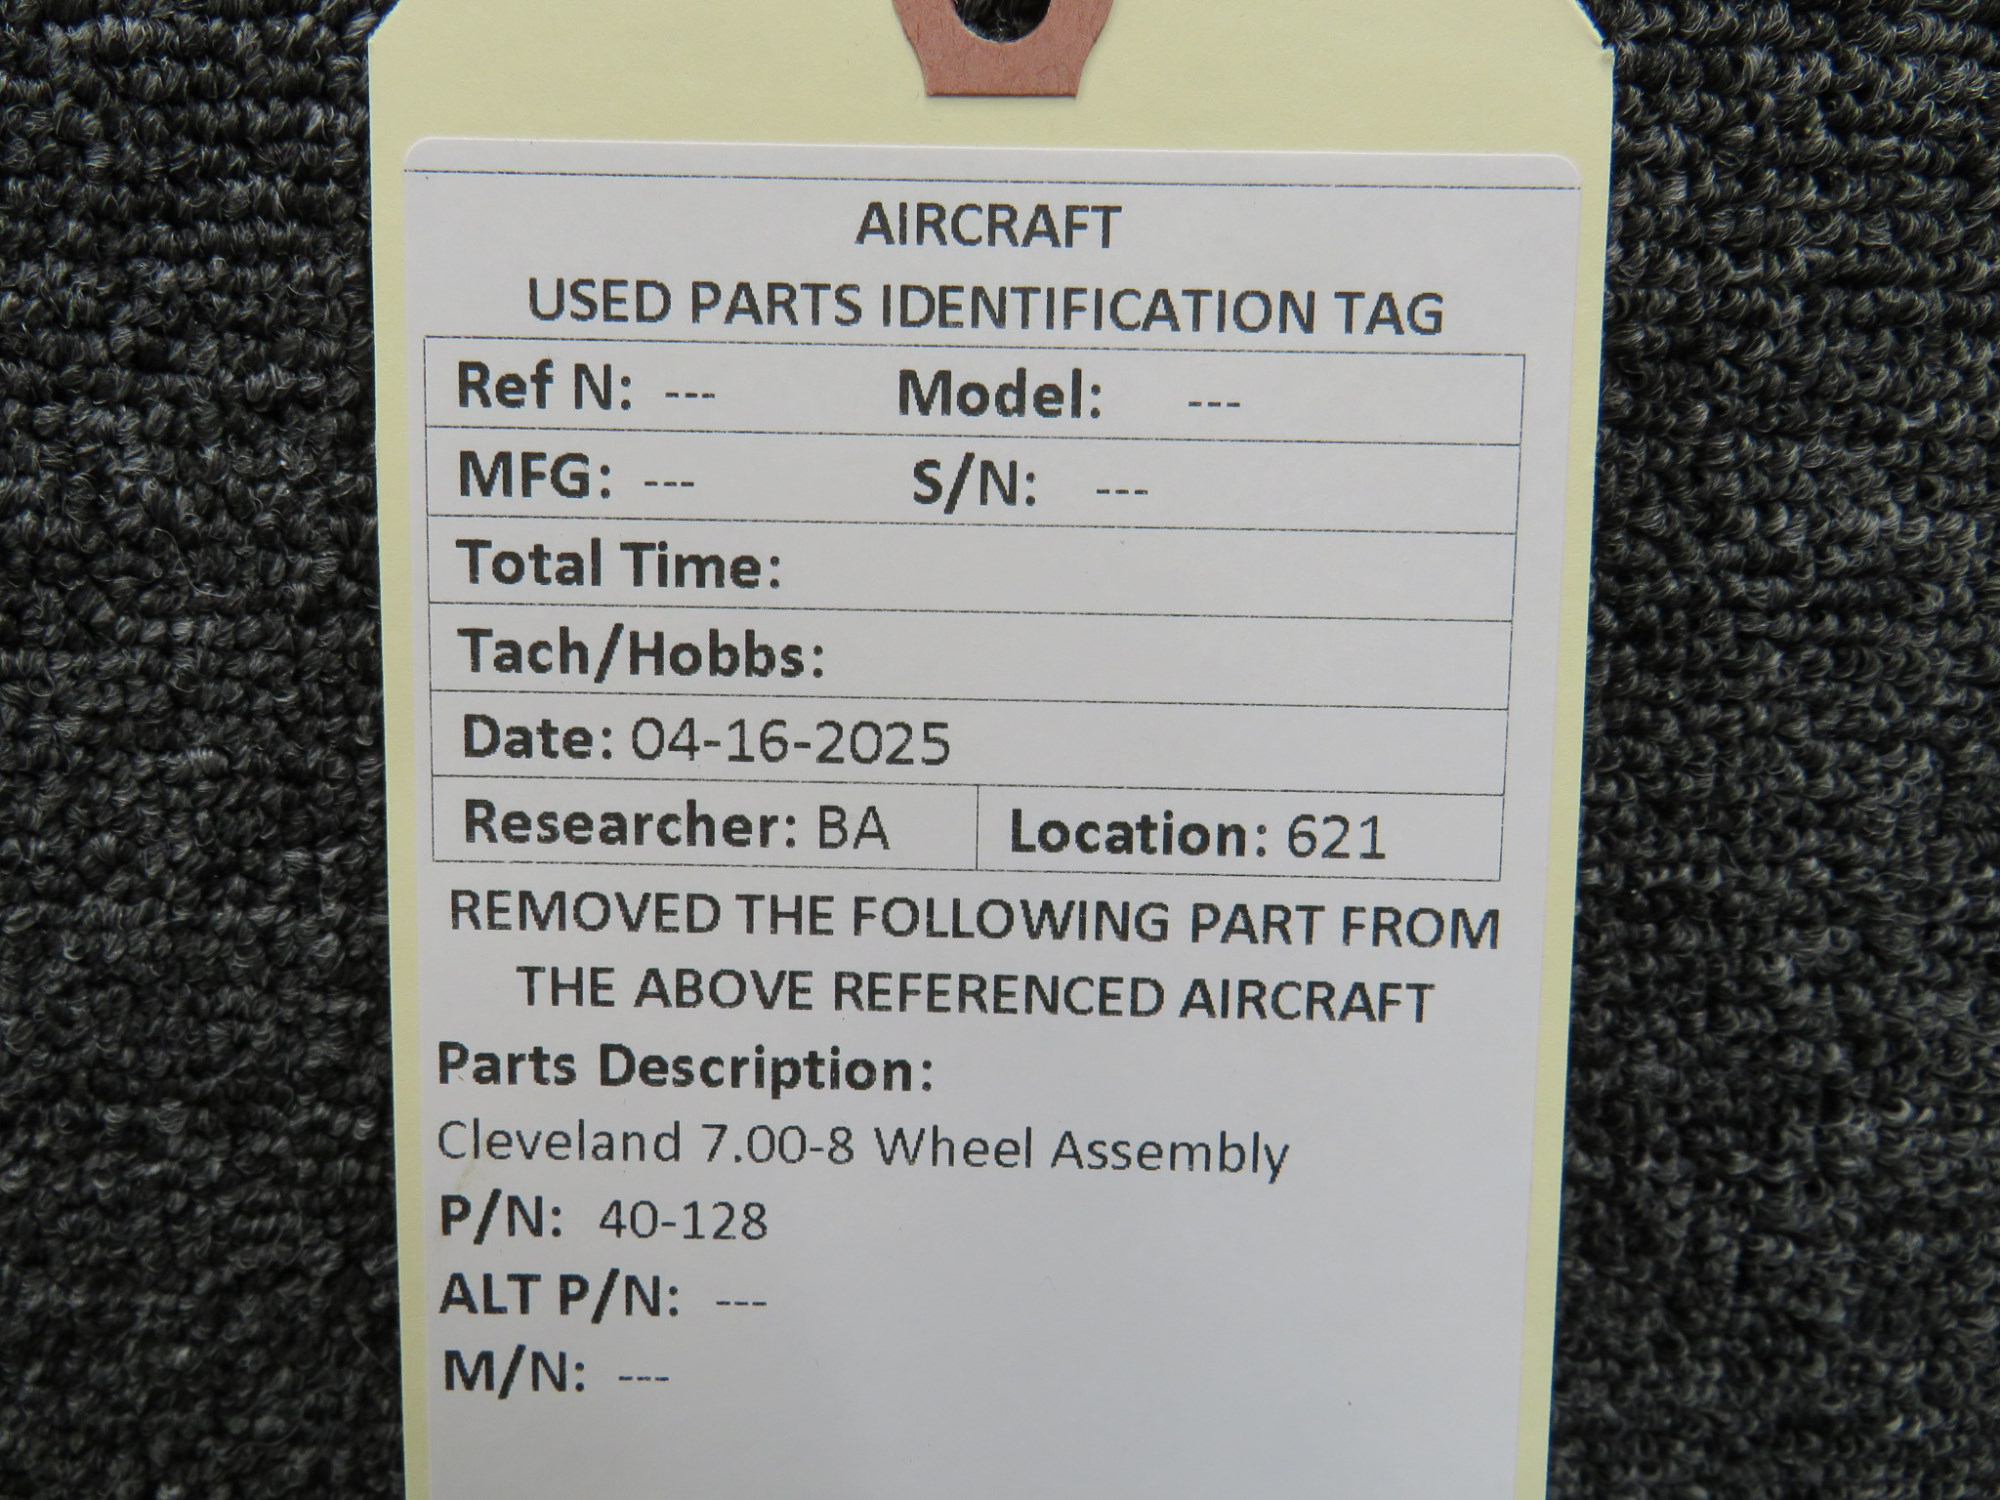 AIRCRAFT
USED PARTS IDENTIFICATION TAG
Ref N: --- Model: ---
MFG: --- S/N: ---
Total Time:
Tach/Hobbs:
Date: 04-16-2025
Researcher: BA Location: 621
REMOVED THE FOLLOWING PART FROM
THE ABOVE REFERENCED AIRCRAFT
Parts Description:
Cleveland 7.00-8 Wheel Assembly
P/N: 40-128
ALT P/N: ---
M/N: ---